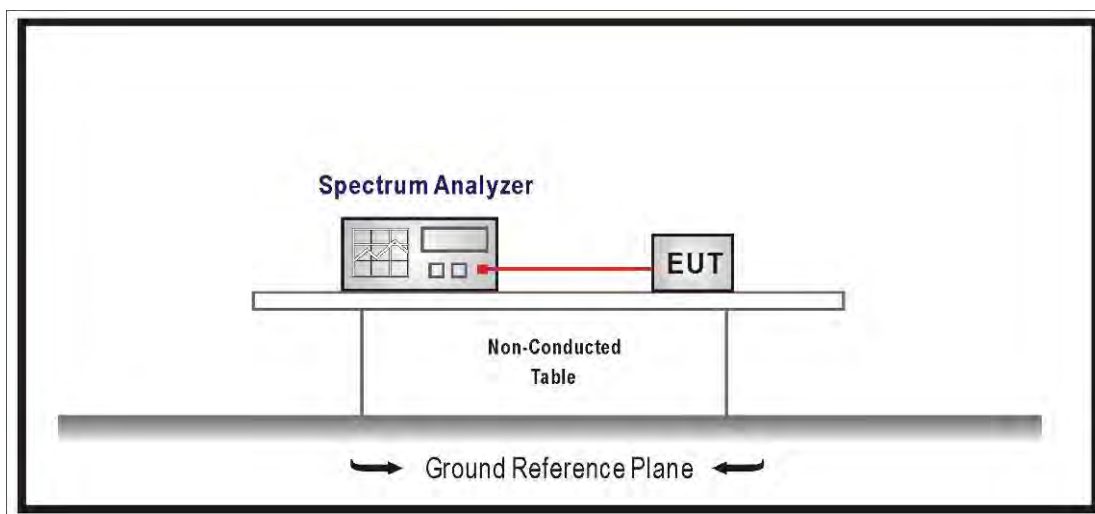 Spectrum Analyzer
EUT
Non-Conducted
Table
Ground Reference Plane